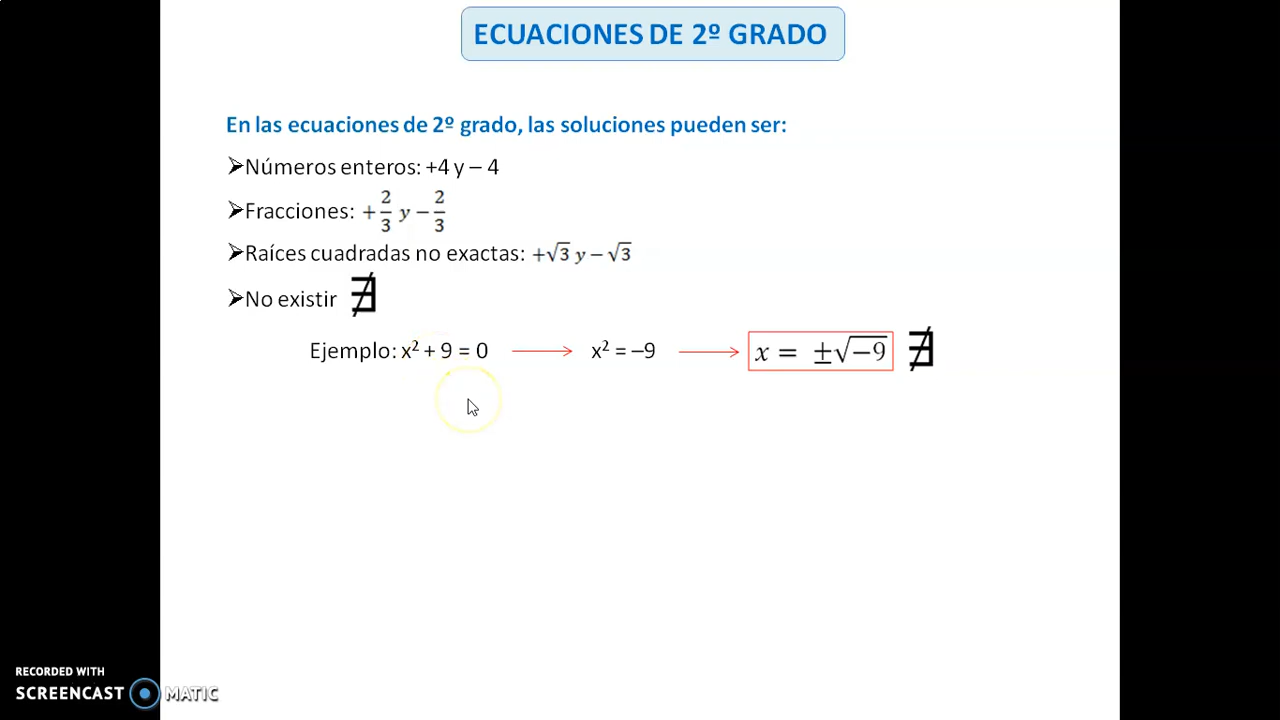 ECUACIONES DE 2º GRADO
En las ecuaciones de 2º grado, las soluciones pueden ser:
➢Números enteros: +4 y – 4
➢Fracciones: +2/3 y −2/3
➢Raíces cuadradas no exactas: +√3 y −√3
➢No existir ∄
Ejemplo: x² + 9 = 0 → x² = –9 → x = ±√−9 ∄
RECORDED WITH
SCREENCAST MATIC